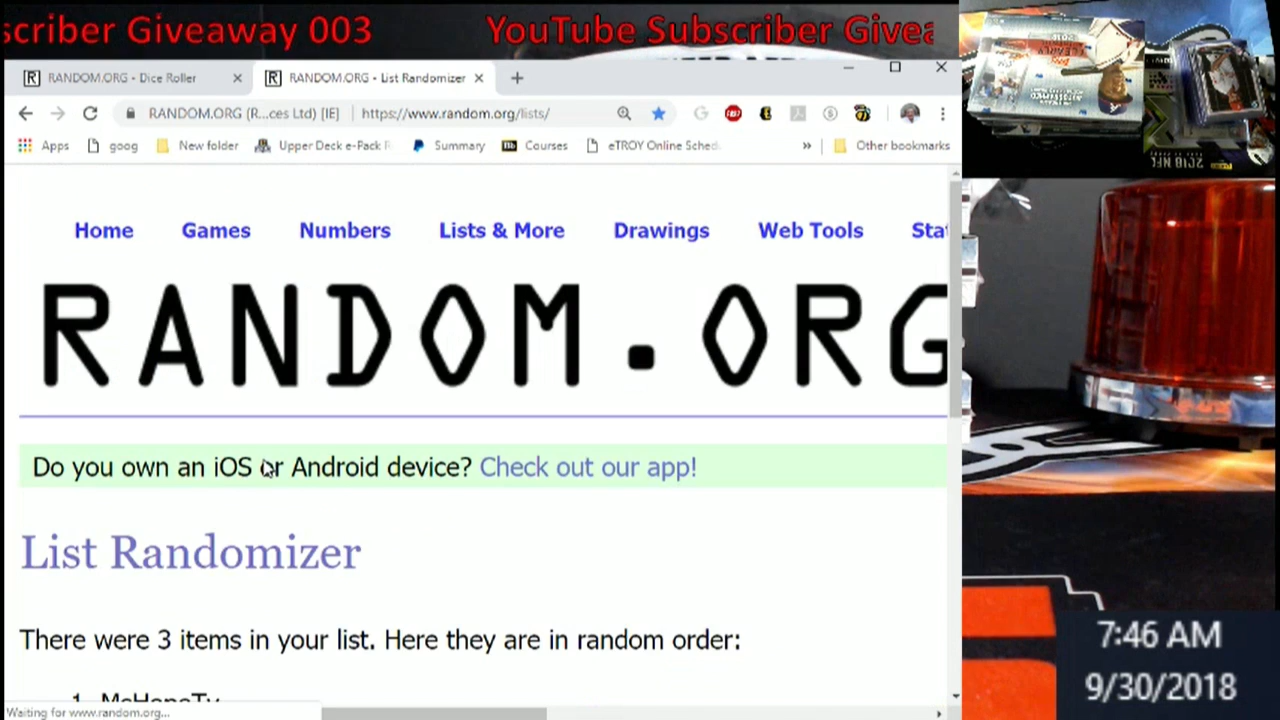 scriber Giveaway 003 YouTube Subscriber Givea
RANDOM.ORG - Dice Roller
RANDOM.ORG - List Randomizer
RANDOM.ORG (R...ces Ltd) [IE] https://www.random.org/lists/
Apps goog New folder Upper Deck e-Pack R Summary Courses eTROY Online Sched » Other bookmarks
Home Games Numbers Lists & More Drawings Web Tools Stat
RANDOM.ORG
Do you own an iOS or Android device? Check out our app!
List Randomizer
There were 3 items in your list. Here they are in random order:
Waiting for www.random.org...
2018 NFL
7:46 AM
9/30/2018